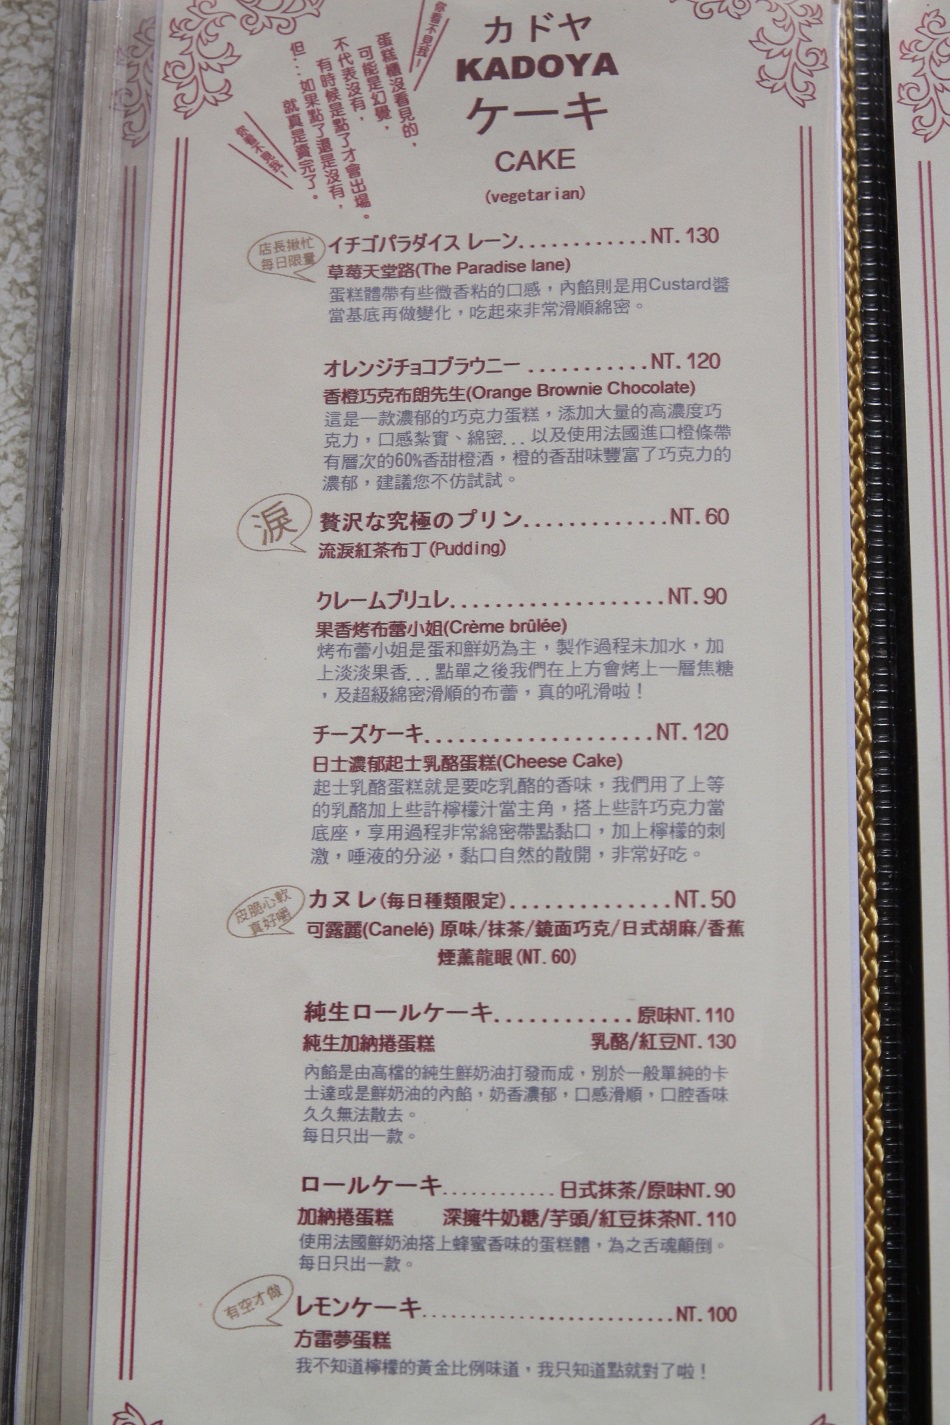 你看不見我!
蛋糕櫃沒看見的，
可能是幻覺，
不代表沒有，
有時候是點了才會出場。
但…如果點了還是沒有，
就真是賣完了。
你看不見我!
カドヤ
KADOYA
ケーキ
CAKE
(vegetarian)
店長揪忙
每日限量
イチゴパラダイス レーン............NT. 130
草莓天堂路(The Paradise lane)
蛋糕體帶有些微香粘的口感，內餡則是用Custard醬
當基底再做變化，吃起來非常滑順綿密。
オレンジチョコブラウニー ...........NT. 120
香橙巧克布朗先生(Orange Brownie Chocolate)
這是一款濃郁的巧克力蛋糕，添加大量的高濃度巧
克力，口感紮實、綿密...以及使用法國進口橙條帶
有層次的60%香甜橙酒，橙的香甜味豐富了巧克力的
濃郁，建議您不仿試試。
淚
贅沢な究極のプリン.............NT. 60
流淚紅茶布丁(Pudding)
クレームブリュレ...................NT. 90
果香烤布蕾小姐(Crème brûlée)
烤布蕾小姐是蛋和鮮奶為主，製作過程未加水，加
上淡淡果香...點單之後我們在上方會烤上一層焦糖
，及超級綿密滑順的布蕾，真的吼滑啦！
チーズケーキ....................NT. 120
日士濃郁起士乳酪蛋糕(Cheese Cake)
起士乳酪蛋糕就是要吃乳酪的香味，我們用了上等
的乳酪加上些許檸檬汁當主角，搭上些許巧克力當
底座，享用過程非常綿密帶點黏口，加上檸檬的刺
激，唾液的分泌，黏口自然的散開，非常好吃。
皮脆心軟
真好嚼
カヌレ(每日種類限定)...............NT. 50
可露麗(Canelé) 原味/抹茶/鏡面巧克/日式胡麻/香蕉
煙薰龍眼(NT. 60)
純生ロールケーキ............原味NT. 110
純生加納捲蛋糕 乳酪/紅豆NT. 130
內餡是由高檔的純生鮮奶油打發而成，別於一般單純的卡
士達或是鮮奶油的內餡，奶香濃郁，口感滑順，口腔香味
久久無法散去。
每日只出一款。
ロールケーキ............日式抹茶/原味NT. 90
加納捲蛋糕 深擁牛奶糖/芋頭/紅豆抹茶NT. 110
使用法國鮮奶油搭上蜂蜜香味的蛋糕體，為之舌魂顛倒。
每日只出一款。
有空才做
レモンケーキ...........................NT. 100
方雷夢蛋糕
我不知道檸檬的黃金比例味道，我只知道點就對了啦！